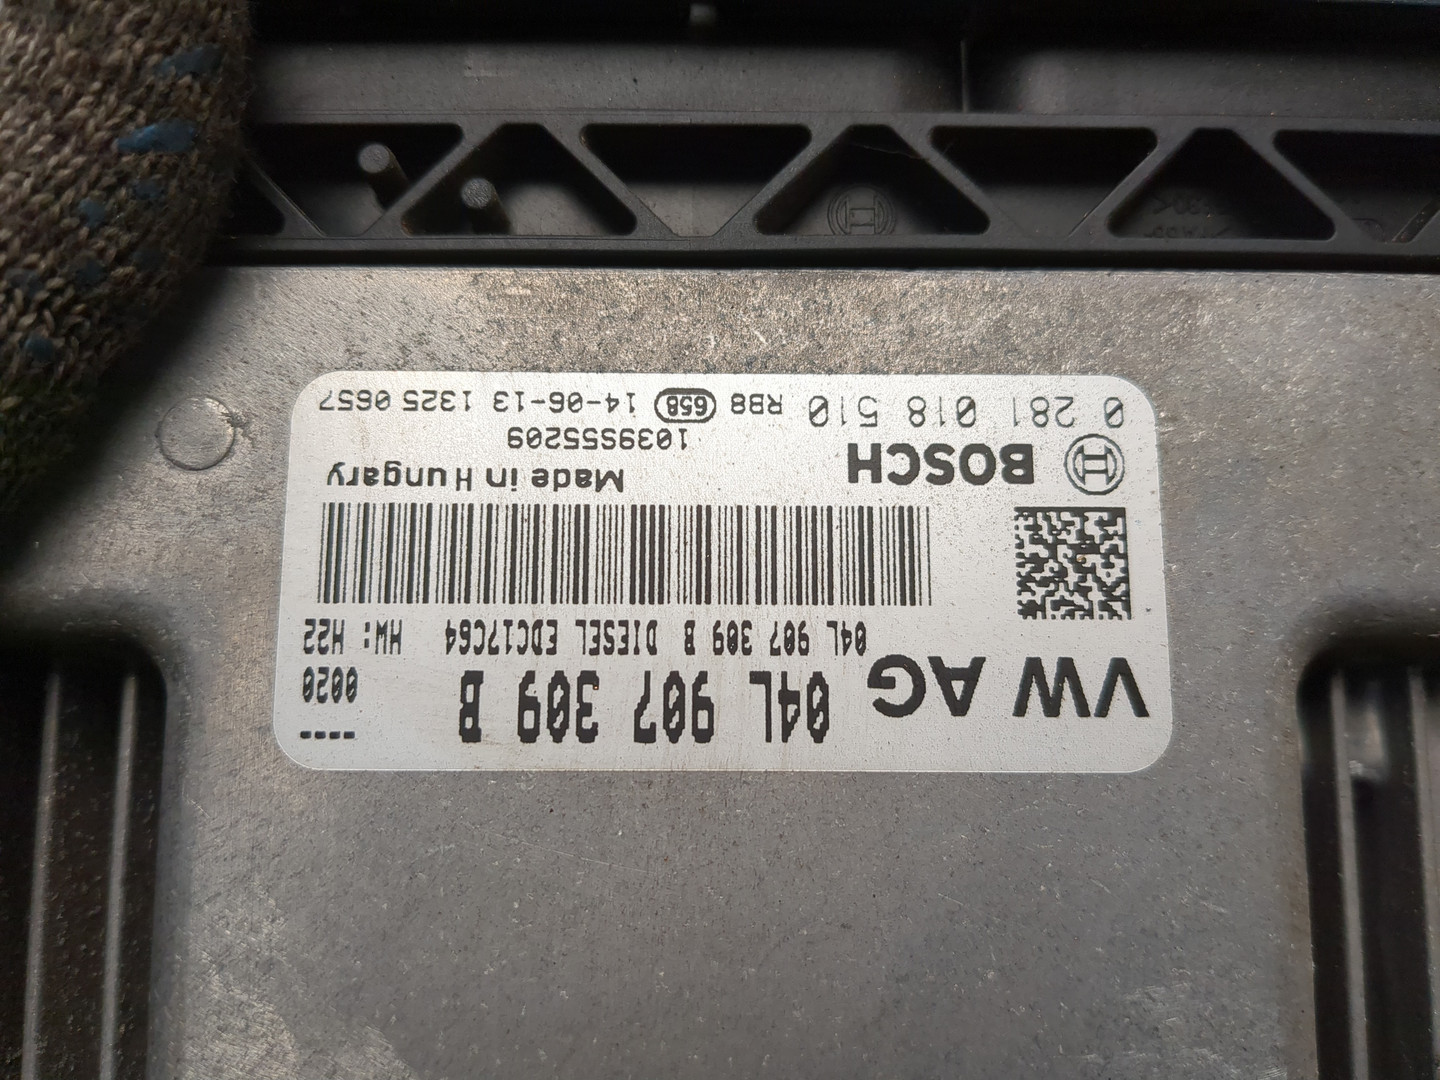 VW AG 04L 907 309 B ---
0020
04L 907 309 B DIESEL EDC17C64 HW: H22
BOSCH Made in Hungary
1039S55209
0 281 018 510 RB8 658 14-06-13 1325 0657